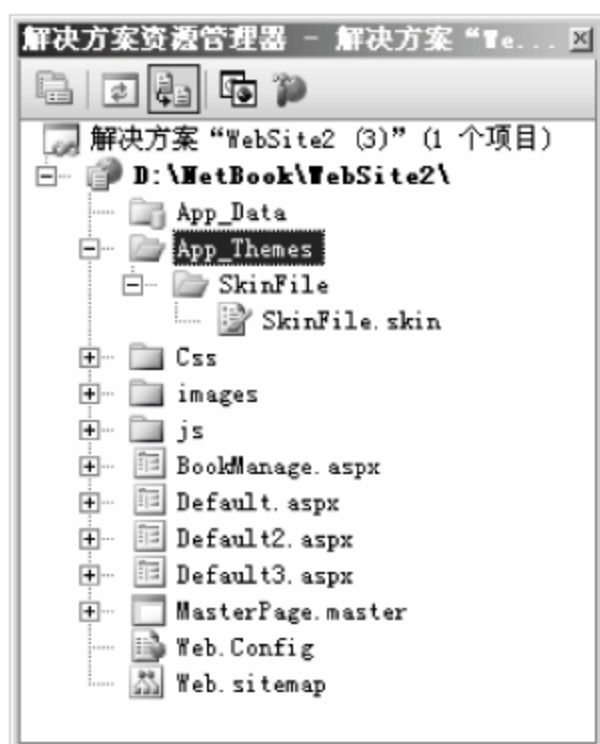 解决方案资源管理器 - 解决方案“We...
解决方案“WebSite2 (3)”(1 个项目)
D:\NetBook\WebSite2\
App_Data
App_Themes
SkinFile
SkinFile.skin
Css
images
js
BookManage.aspx
Default.aspx
Default2.aspx
Default3.aspx
MasterPage.master
Web.Config
Web.sitemap